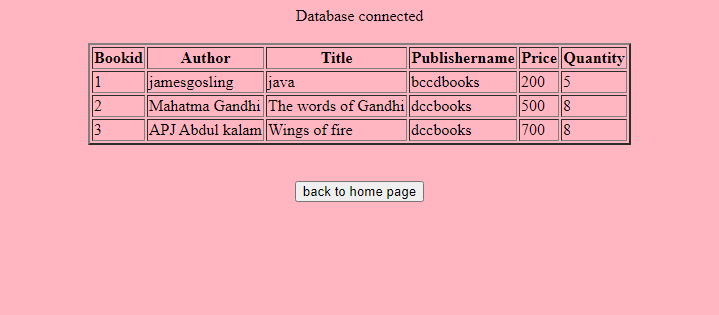 Database connected
Bookid Author Title Publishername Price Quantity
1 jamesgosling java bccdbooks 200 5
2 Mahatma Gandhi The words of Gandhi dccbooks 500 8
3 APJ Abdul kalam Wings of fire dccbooks 700 8
back to home page